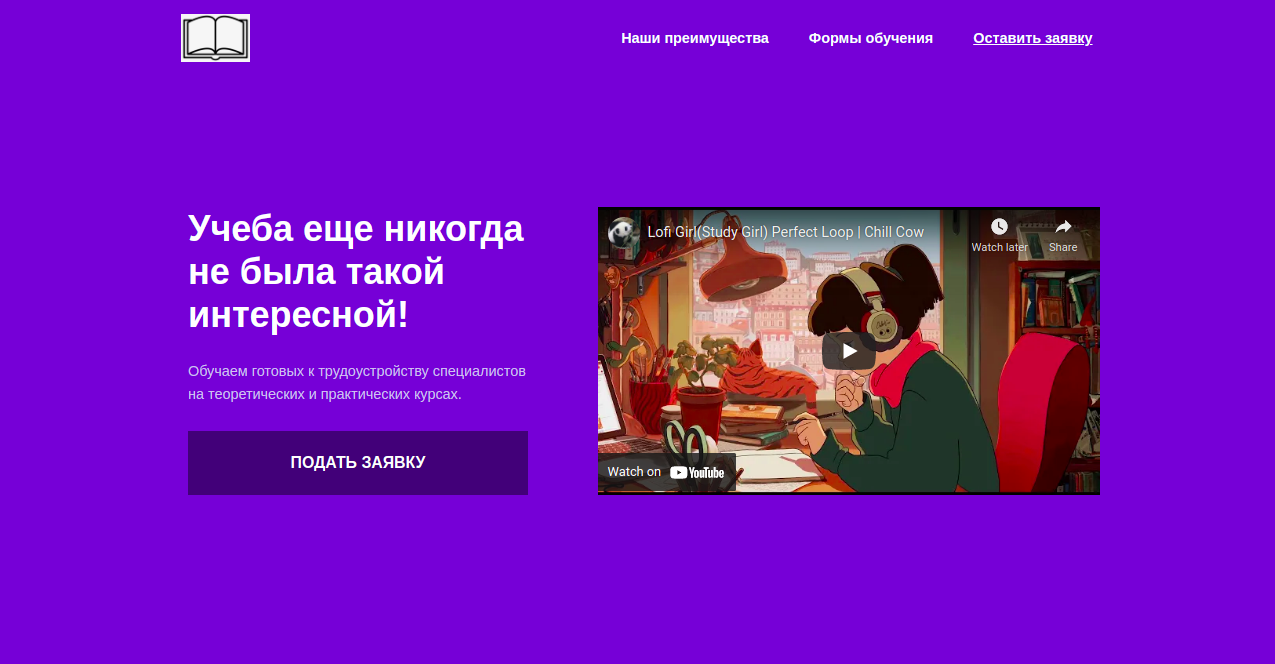 Наши преимущества
Формы обучения
Оставить заявку
Учеба еще никогда
не была такой
интересной!
Обучаем готовых к трудоустройству специалистов
на теоретических и практических курсах.
ПОДАТЬ ЗАЯВКУ
Lofi Girl(Study Girl) Perfect Loop | Chill Cow
Watch later
Share
Watch on YouTube